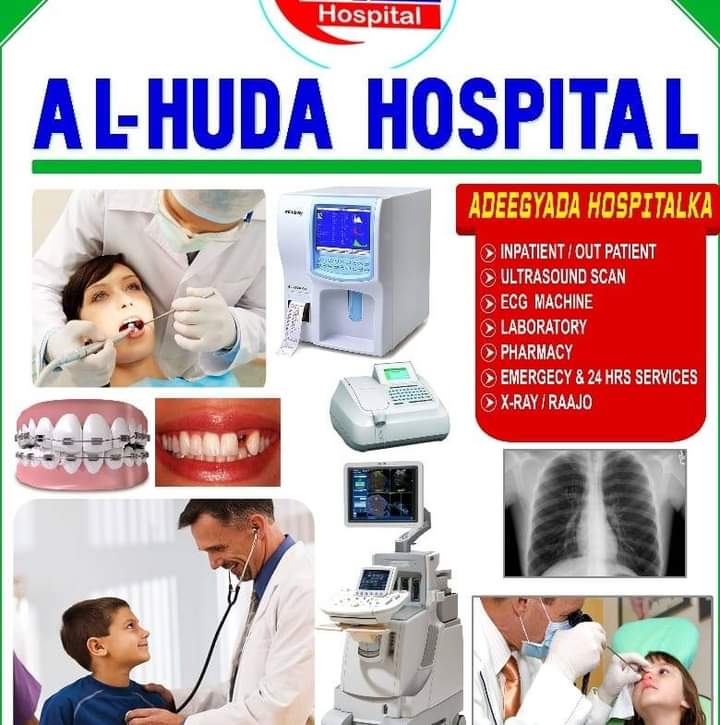 Hospital
AL-HUDA HOSPITAL
ADEEGYADA HOSPITALKA
INPATIENT / OUT PATIENT
ULTRASOUND SCAN
ECG MACHINE
LABORATORY
PHARMACY
EMERGECY & 24 HRS SERVICES
X-RAY / RAAJO